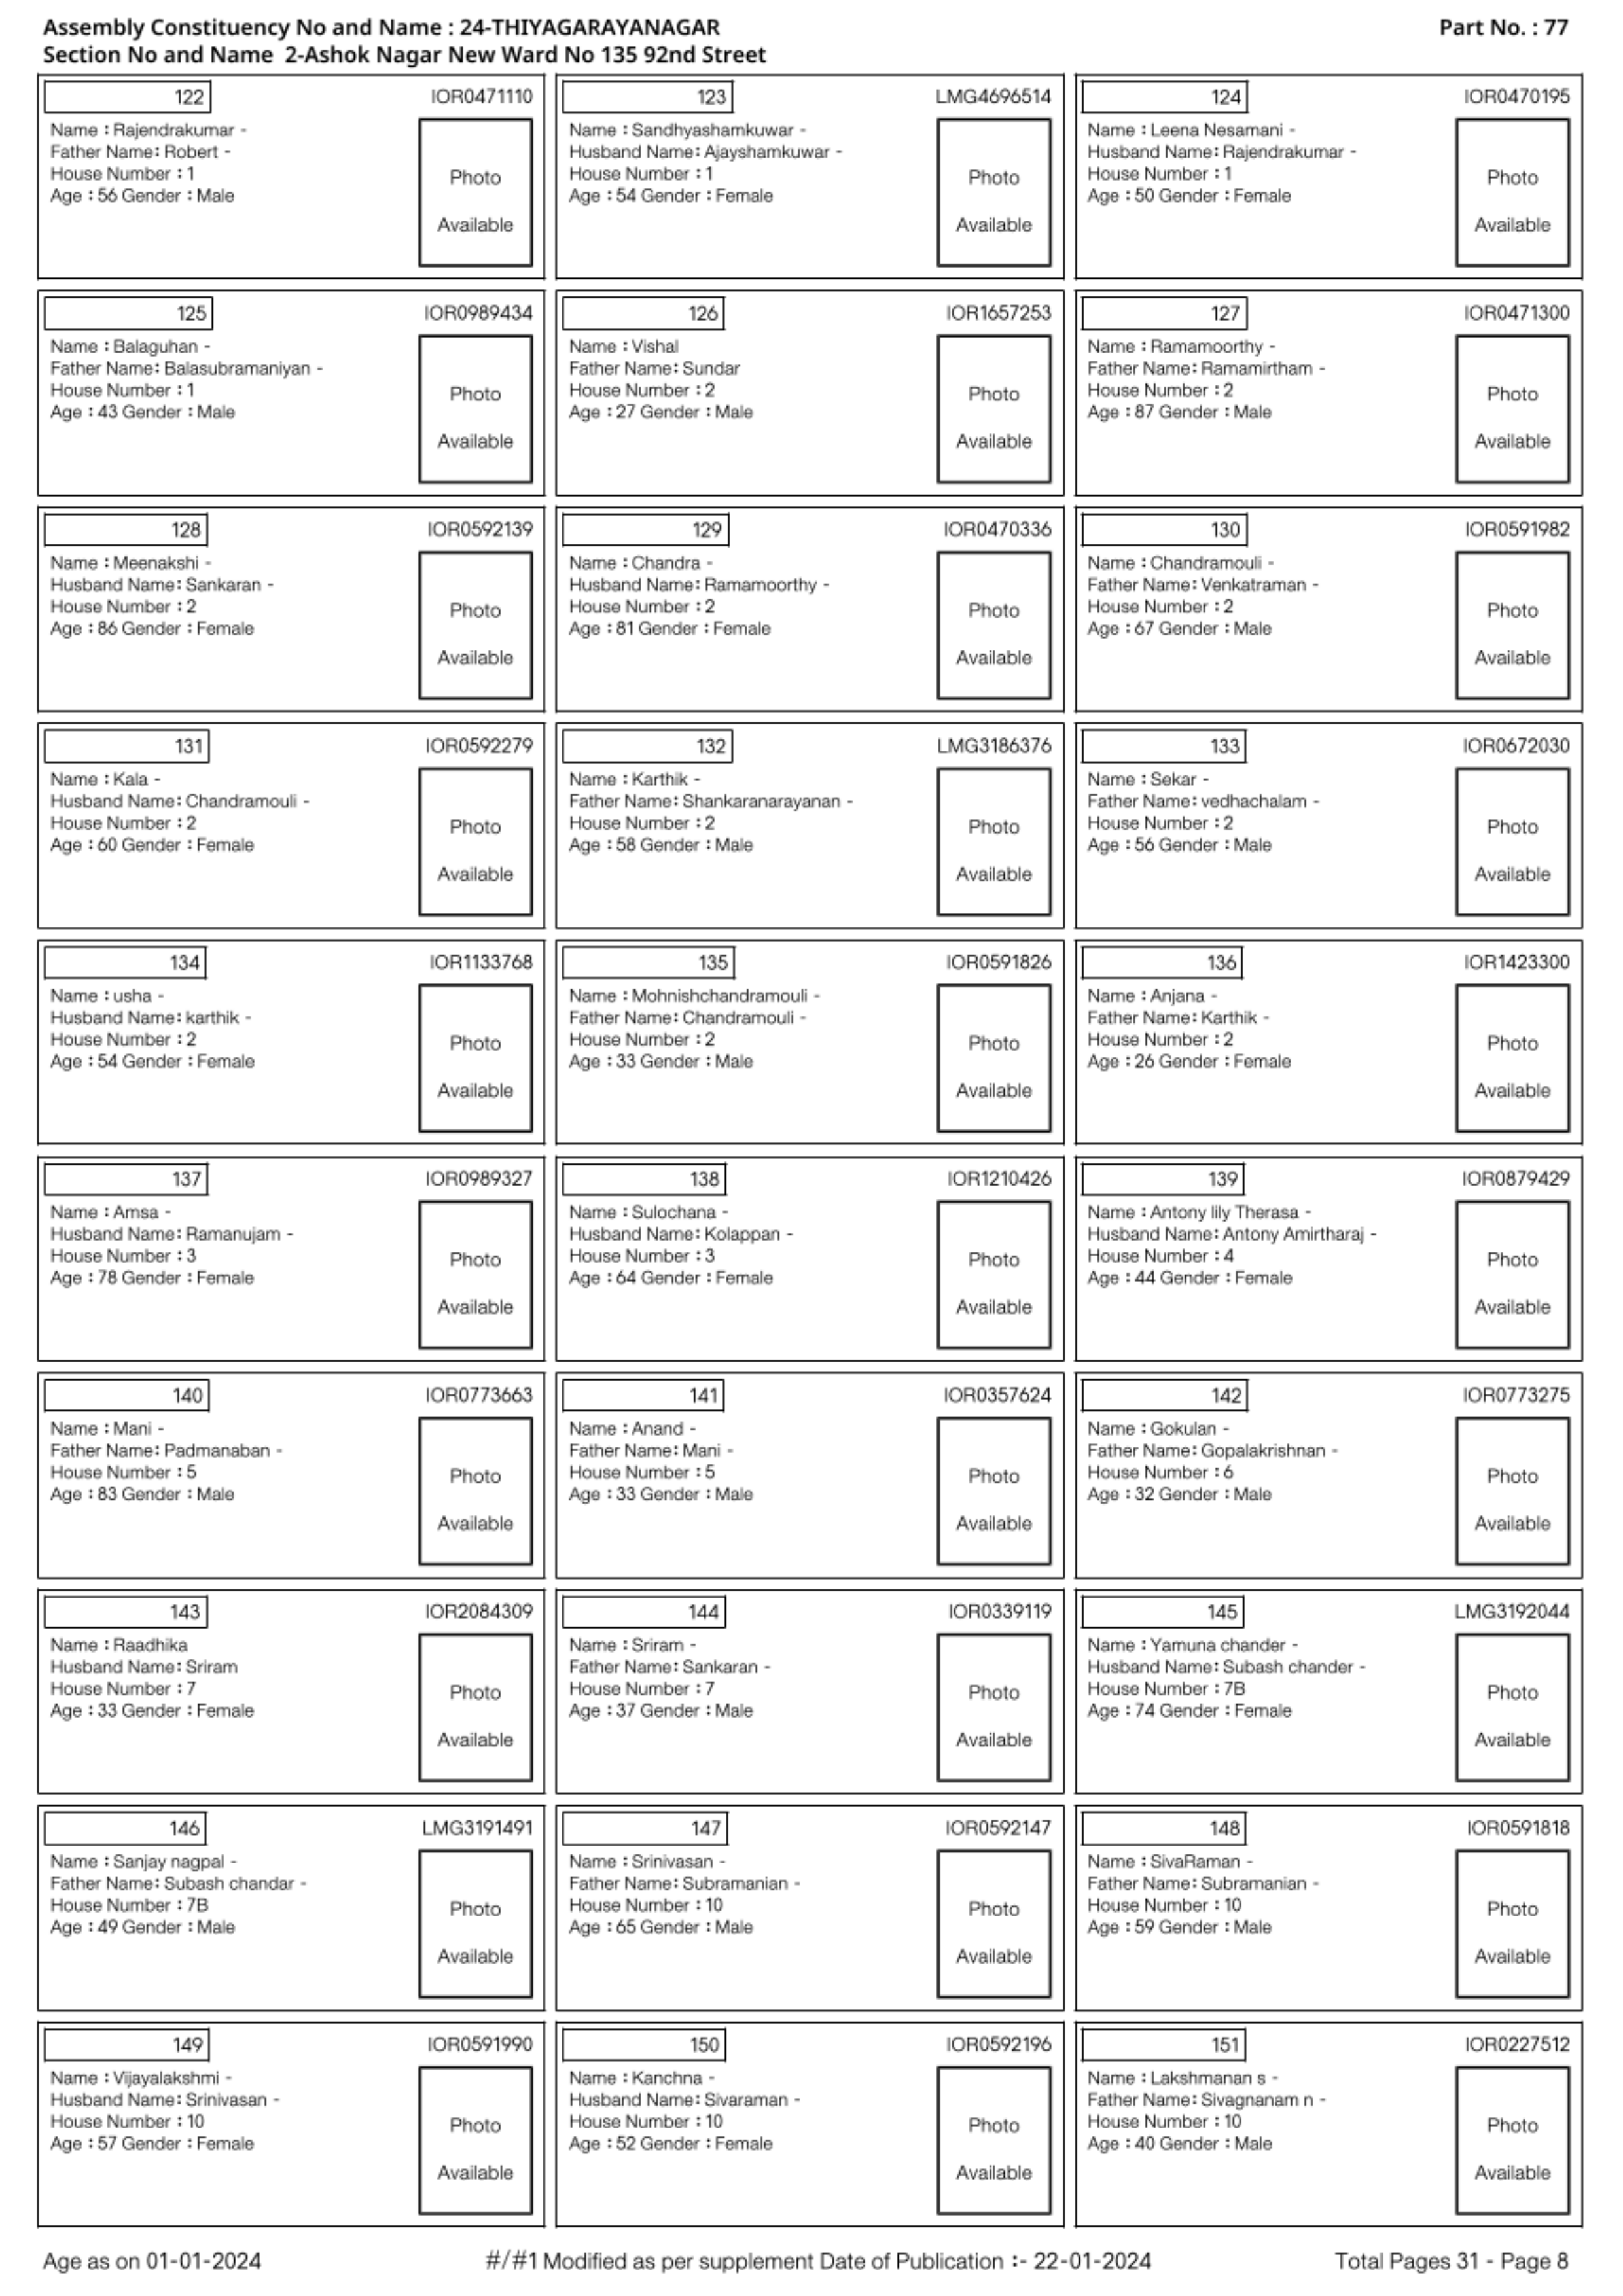 Assembly Constituency No and Name : 24-THIYAGARAYANAGAR
Part No. : 77
Section No and Name 2-Ashok Nagar New Ward No 135 92nd Street
122 IOR0471110
Name : Rajendrakumar -
Father Name: Robert -
House Number : 1
Age : 56 Gender : Male
Photo
Available
123 LMG4696514
Name : Sandhyashamkuwar -
Husband Name: Ajayshamkuwar -
House Number : 1
Age : 54 Gender : Female
Photo
Available
124 IOR0470195
Name : Leena Nesamani -
Husband Name: Rajendrakumar -
House Number : 1
Age : 50 Gender : Female
Photo
Available
125 IOR0989434
Name : Balaguhan -
Father Name: Balasubramaniyan -
House Number : 1
Age : 43 Gender : Male
Photo
Available
126 IOR1657253
Name : Vishal
Father Name: Sundar
House Number : 2
Age : 27 Gender : Male
Photo
Available
127 IOR0471300
Name : Ramamoorthy -
Father Name: Ramamirtham -
House Number : 2
Age : 87 Gender : Male
Photo
Available
128 IOR0592139
Name : Meenakshi -
Husband Name: Sankaran -
House Number : 2
Age : 86 Gender : Female
Photo
Available
129 IOR0470336
Name : Chandra -
Husband Name: Ramamoorthy -
House Number : 2
Age : 81 Gender : Female
Photo
Available
130 IOR0591982
Name : Chandramouli -
Father Name: Venkatraman -
House Number : 2
Age : 67 Gender : Male
Photo
Available
131 IOR0592279
Name : Kala -
Husband Name: Chandramouli -
House Number : 2
Age : 60 Gender : Female
Photo
Available
132 LMG3186376
Name : Karthik -
Father Name: Shankaranarayanan -
House Number : 2
Age : 58 Gender : Male
Photo
Available
133 IOR0672030
Name : Sekar -
Father Name: vedhachalam -
House Number : 2
Age : 56 Gender : Male
Photo
Available
134 IOR1133768
Name : usha -
Husband Name: karthik -
House Number : 2
Age : 54 Gender : Female
Photo
Available
135 IOR0591826
Name : Mohnishchandramouli -
Father Name: Chandramouli -
House Number : 2
Age : 33 Gender : Male
Photo
Available
136 IOR1423300
Name : Anjana -
Father Name: Karthik -
House Number : 2
Age : 26 Gender : Female
Photo
Available
137 IOR0989327
Name : Amsa -
Husband Name: Ramanujam -
House Number : 3
Age : 78 Gender : Female
Photo
Available
138 IOR1210426
Name : Sulochana -
Husband Name: Kolappan -
House Number : 3
Age : 64 Gender : Female
Photo
Available
139 IOR0879429
Name : Antony lily Therasa -
Husband Name: Antony Amirtharaj -
House Number : 4
Age : 44 Gender : Female
Photo
Available
140 IOR0773663
Name : Mani -
Father Name: Padmanaban -
House Number : 5
Age : 83 Gender : Male
Photo
Available
141 IOR0357624
Name : Anand -
Father Name: Mani -
House Number : 5
Age : 33 Gender : Male
Photo
Available
142 IOR0773275
Name : Gokulan -
Father Name: Gopalakrishnan -
House Number : 6
Age : 32 Gender : Male
Photo
Available
143 IOR2084309
Name : Raadhika
Husband Name: Sriram
House Number : 7
Age : 33 Gender : Female
Photo
Available
144 IOR0339119
Name : Sriram -
Father Name: Sankaran -
House Number : 7
Age : 37 Gender : Male
Photo
Available
145 LMG3192044
Name : Yamuna chander -
Husband Name: Subash chander -
House Number : 7B
Age : 74 Gender : Female
Photo
Available
146 LMG3191491
Name : Sanjay nagpal -
Father Name: Subash chandar -
House Number : 7B
Age : 49 Gender : Male
Photo
Available
147 IOR0592147
Name : Srinivasan -
Father Name: Subramanian -
House Number : 10
Age : 65 Gender : Male
Photo
Available
148 IOR0591818
Name : SivaRaman -
Father Name: Subramanian -
House Number : 10
Age : 59 Gender : Male
Photo
Available
149 IOR0591990
Name : Vijayalakshmi -
Husband Name: Srinivasan -
House Number : 10
Age : 57 Gender : Female
Photo
Available
150 IOR0592196
Name : Kanchna -
Husband Name: Sivaraman -
House Number : 10
Age : 52 Gender : Female
Photo
Available
151 IOR0227512
Name : Lakshmanan s -
Father Name: Sivagnanam n -
House Number : 10
Age : 40 Gender : Male
Photo
Available
Age as on 01-01-2024
#/#1 Modified as per supplement Date of Publication :- 22-01-2024
Total Pages 31 - Page 8